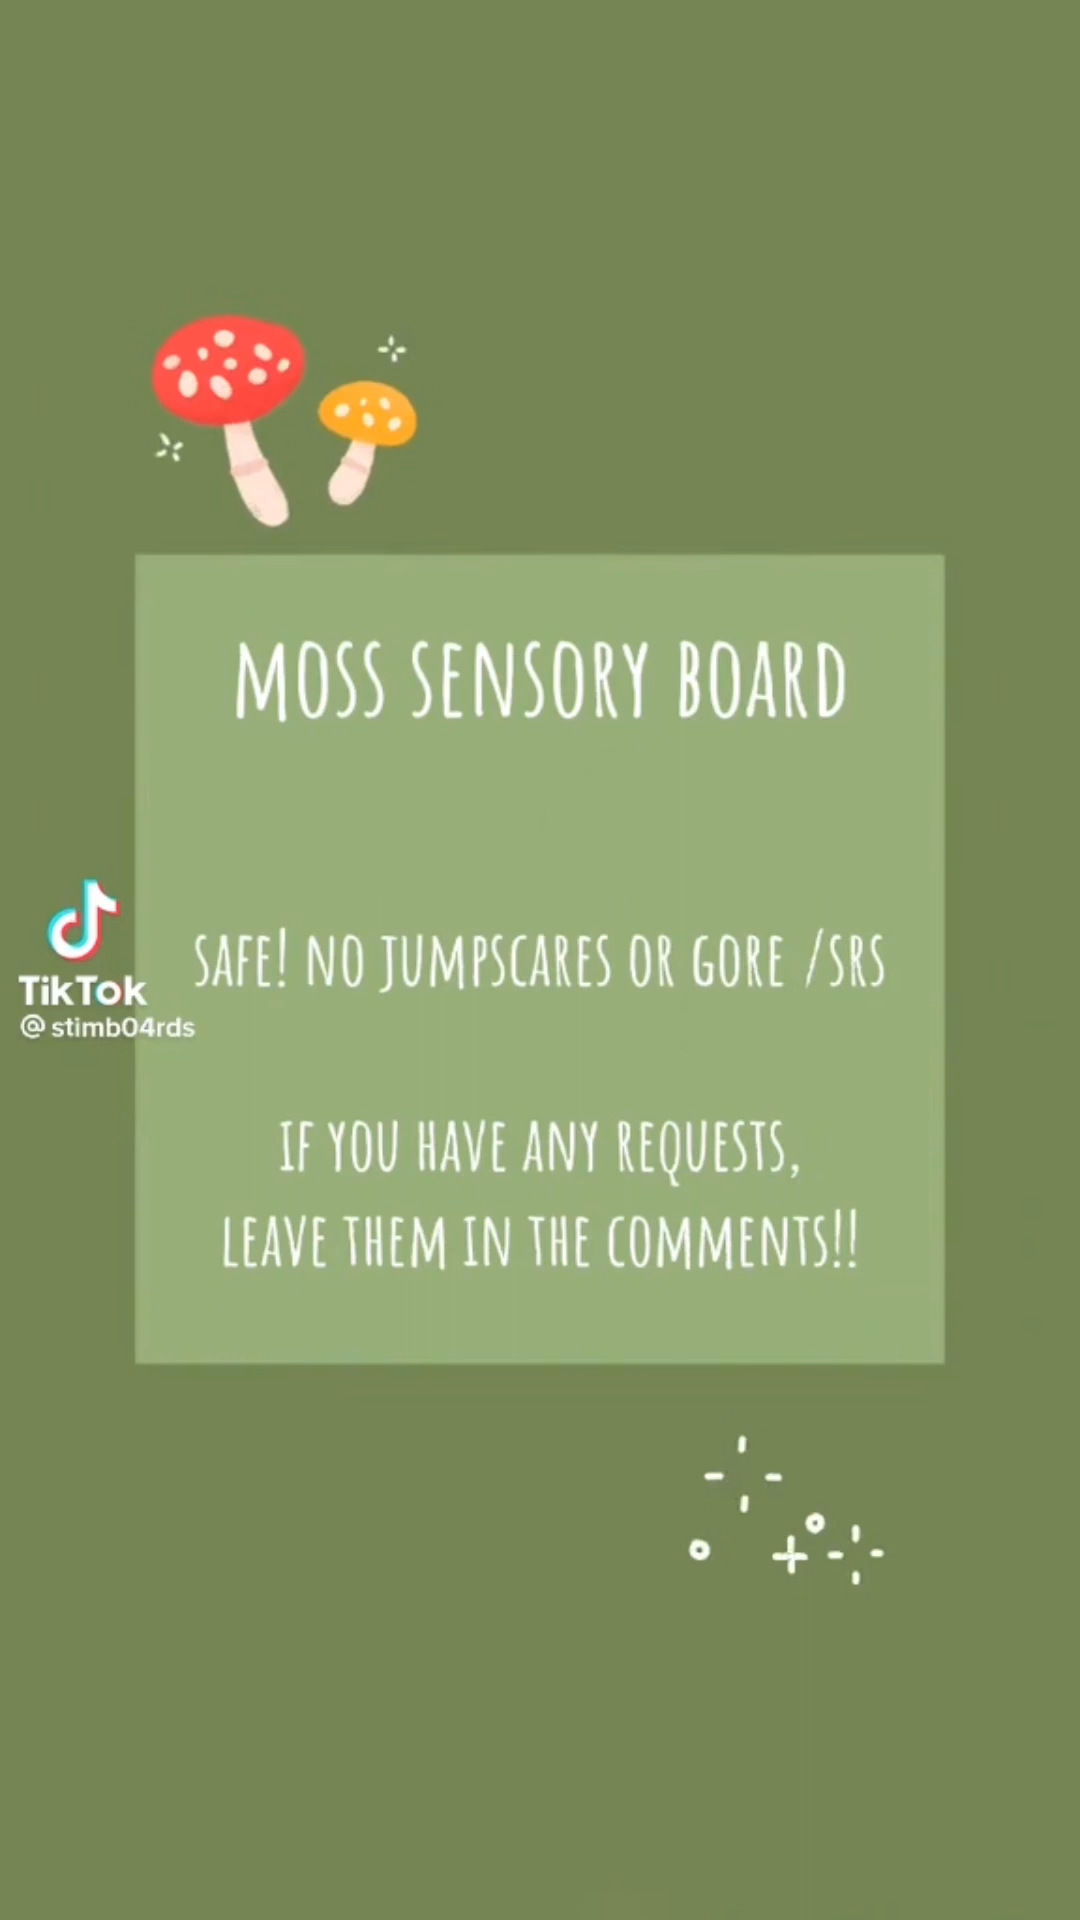 MOSS SENSORY BOARD
SAFE! NO JUMPSCARES OR GORE /SRS
TikTok
@stimb04rds
IF YOU HAVE ANY REQUESTS,
LEAVE THEM IN THE COMMENTS!!